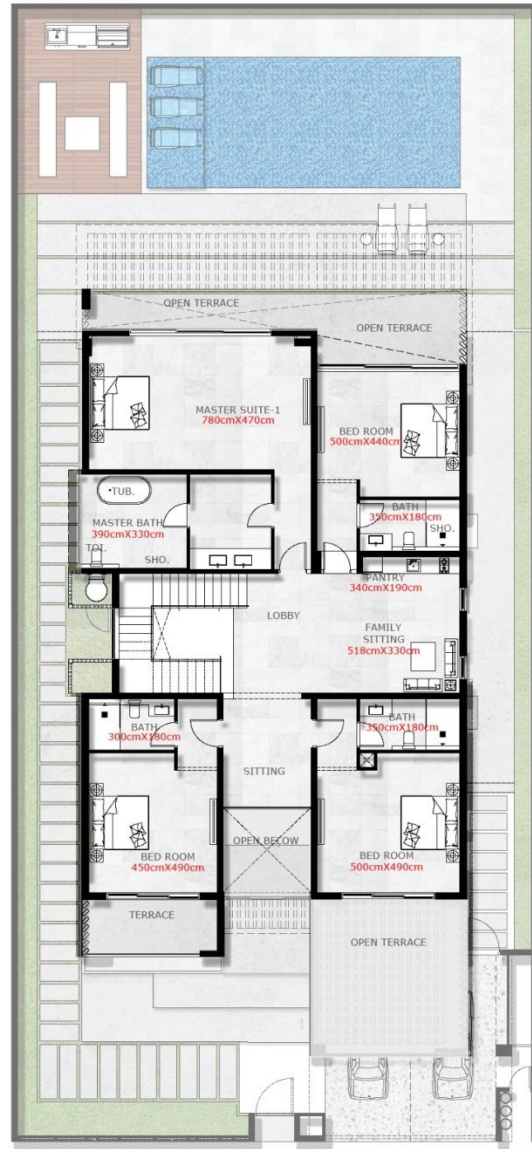 OPEN TERRACE
OPEN TERRACE
MASTER SUITE-1
780cmX470cm
BED ROOM
500cmX440cm
TUB.
MASTER BATH
390cmX330cm
TOI.
SHO.
BATH
350cmX180cm
SHO.
PANTRY
340cmX190cm
LOBBY
FAMILY
SITTING
518cmX330cm
BATH
300cmX180cm
BATH
350cmX180cm
SITTING
BED ROOM
450cmX490cm
OPEN BELOW
BED ROOM
500cmX490cm
TERRACE
OPEN TERRACE